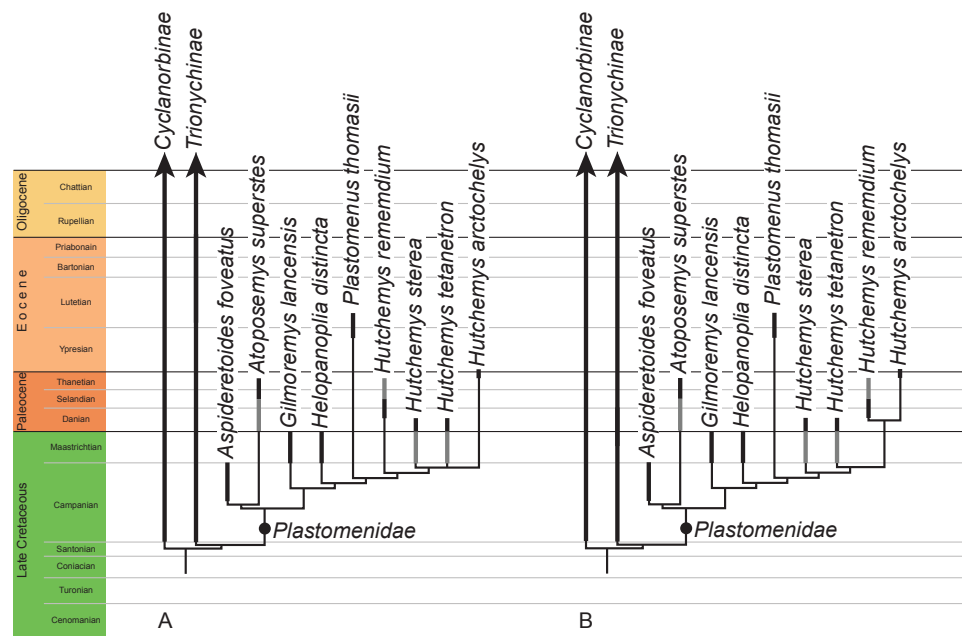 Cyclanorbinae
Trionychinae
Aspideretoides foveatus
Atoposemys superstes
Gilmoremys lancensis
Helopanoplia distincta
Plastomenus thomasii
Hutchemys rememdium
Hutchemys sterea
Hutchemys tetanetron
Hutchemys arctochelys
Plastomenidae
A
Cyclanorbinae
Trionychinae
Aspideretoides foveatus
Atoposemys superstes
Gilmoremys lancensis
Helopanoplia distincta
Plastomenus thomasii
Hutchemys sterea
Hutchemys tetanetron
Hutchemys rememdium
Hutchemys arctochelys
Plastomenidae
B
Oligocene
Chattian
Rupellian
Eocene
Priabonain
Bartonian
Lutetian
Ypresian
Paleocene
Thanetian
Selandian
Danian
Late Cretaceous
Maastrichtian
Campanian
Santonian
Coniacian
Turonian
Cenomanian